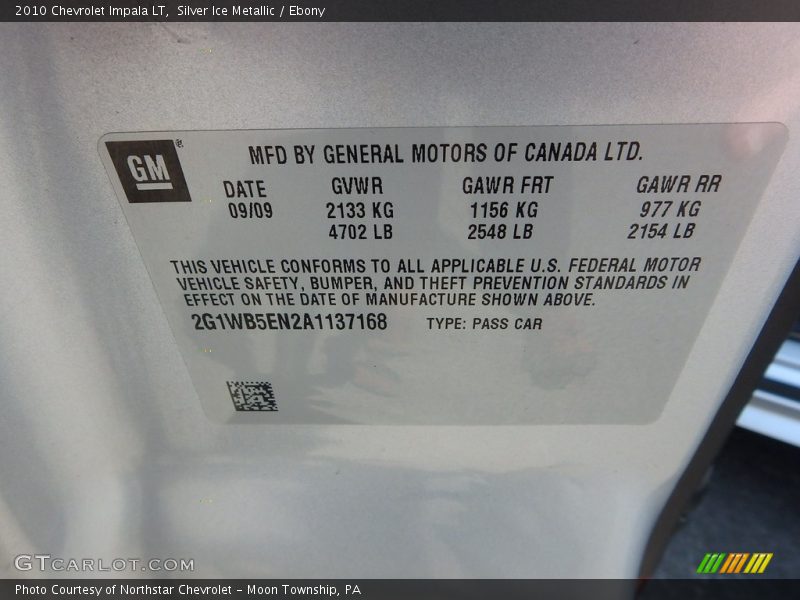 2010 Chevrolet Impala LT, Silver Ice Metallic / Ebony
GM
MFD BY GENERAL MOTORS OF CANADA LTD.
DATE GVWR GAWR FRT GAWR RR
09/09 2133 KG 1156 KG 977 KG
4702 LB 2548 LB 2154 LB
THIS VEHICLE CONFORMS TO ALL APPLICABLE U.S. FEDERAL MOTOR
VEHICLE SAFETY, BUMPER, AND THEFT PREVENTION STANDARDS IN
EFFECT ON THE DATE OF MANUFACTURE SHOWN ABOVE.
2G1WB5EN2A1137168 TYPE: PASS CAR
GTCARLOT.COM
Photo Courtesy of Northstar Chevrolet - Moon Township, PA